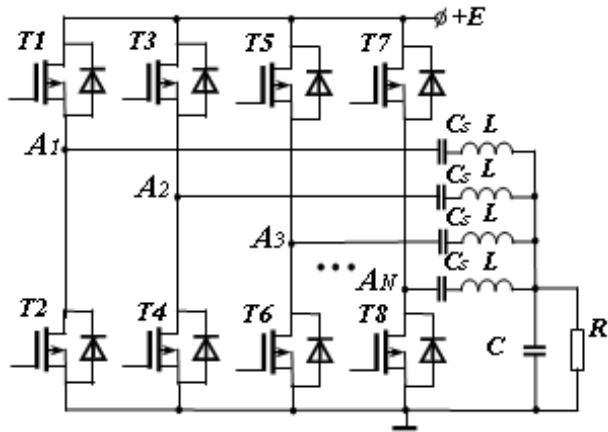 T1 T3 T5 T7 +E
Cs L
A1
Cs L
A2
Cs L
A3
... AN Cs L
T2 T4 T6 T8 C R